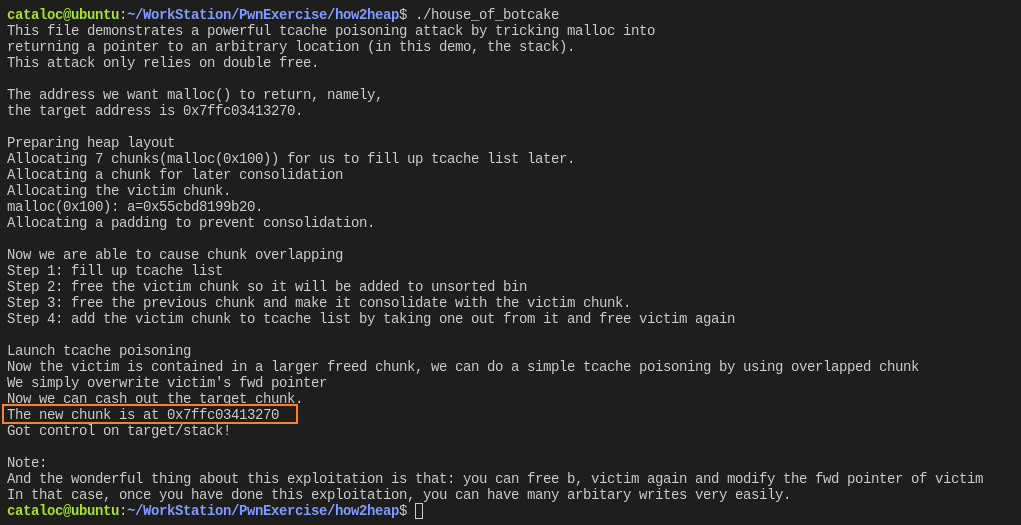 cataloc@ubuntu:~/WorkStation/PwnExercise/how2heap$ ./house_of_botcake
This file demonstrates a powerful tcache poisoning attack by tricking malloc into
returning a pointer to an arbitrary location (in this demo, the stack).
This attack only relies on double free.

The address we want malloc() to return, namely,
the target address is 0x7ffc03413270.

Preparing heap layout
Allocating 7 chunks(malloc(0x100)) for us to fill up tcache list later.
Allocating a chunk for later consolidation
Allocating the victim chunk.
malloc(0x100): a=0x55cbd8199b20.
Allocating a padding to prevent consolidation.

Now we are able to cause chunk overlapping
Step 1: fill up tcache list
Step 2: free the victim chunk so it will be added to unsorted bin
Step 3: free the previous chunk and make it consolidate with the victim chunk.
Step 4: add the victim chunk to tcache list by taking one out from it and free victim again

Launch tcache poisoning
Now the victim is contained in a larger freed chunk, we can do a simple tcache poisoning by using overlapped chunk
We simply overwrite victim's fwd pointer
Now we can cash out the target chunk.
The new chunk is at 0x7ffc03413270
Got control on target/stack!

Note:
And the wonderful thing about this exploitation is that: you can free b, victim again and modify the fwd pointer of victim
In that case, once you have done this exploitation, you can have many arbitary writes very easily.
cataloc@ubuntu:~/WorkStation/PwnExercise/how2heap$